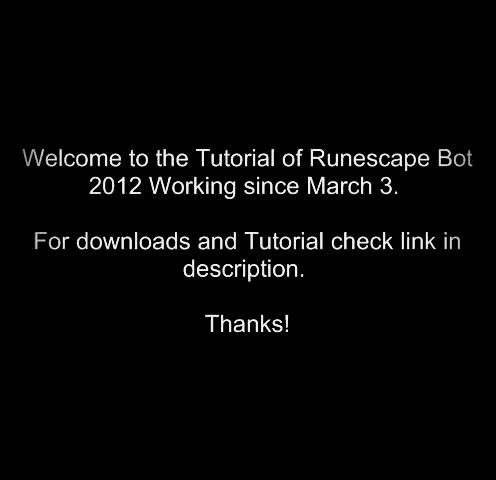 Welcome to the Tutorial of Runescape Bot
2012 Working since March 3.
For downloads and Tutorial check link in
description.
Thanks!